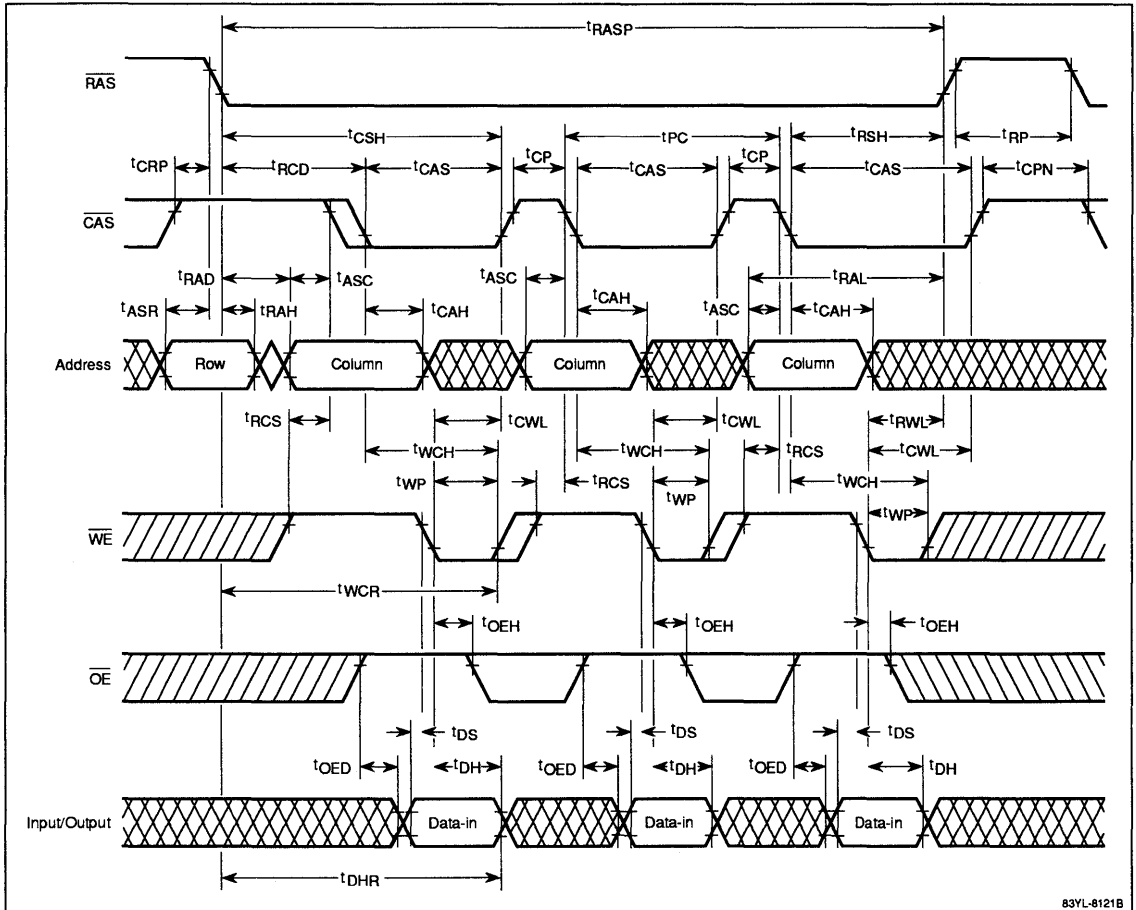 tRASP
RAS
tCSH tPC tRSH tRP
tCRP tRCD tCAS tCP tCAS tCP tCAS tCPN
CAS
tRAD tASC tASC tCAH tRAL
tASR tRAH tCAH tASC tCAH
Address Row Column Column Column
tRCS tCWL tCWL tRWL
tWCH tWCH tRCS tCWL
tWP tRCS tWP tWCH
tWP
WE
tWCR
tOEH tOEH tOEH
OE
tDS tDS tDS
tOED tDH tOED tDH tOED tDH
Input/Output Data-in Data-in Data-in
tDHR
83YL-8121B